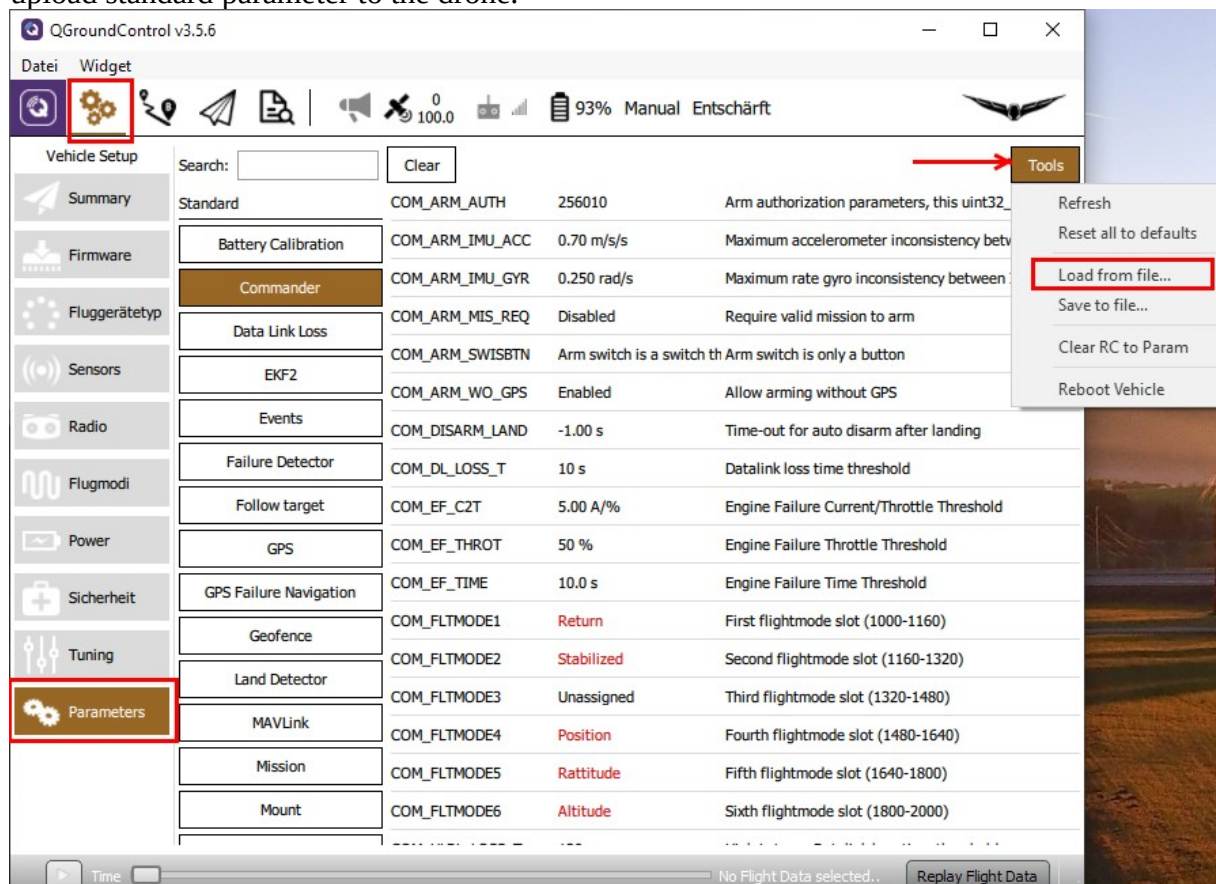 upload standard parameter to the drone.
QGroundControl v3.5.6
Datei Widget
0
100.0
93% Manual Entschärft
Vehicle Setup
Search:
Clear
Tools
Summary
Firmware
Fluggerätetyp
Sensors
Radio
Flugmodi
Power
Sicherheit
Tuning
Parameters
Standard
Battery Calibration
Commander
Data Link Loss
EKF2
Events
Failure Detector
Follow target
GPS
GPS Failure Navigation
Geofence
Land Detector
MAVLink
Mission
Mount
COM_ARM_AUTH 256010 Arm authorization parameters, this uint32_
COM_ARM_IMU_ACC 0.70 m/s/s Maximum accelerometer inconsistency betw
COM_ARM_IMU_GYR 0.250 rad/s Maximum rate gyro inconsistency between
COM_ARM_MIS_REQ Disabled Require valid mission to arm
COM_ARM_SWISBTN Arm switch is a switch th Arm switch is only a button
COM_ARM_WO_GPS Enabled Allow arming without GPS
COM_DISARM_LAND -1.00 s Time-out for auto disarm after landing
COM_DL_LOSS_T 10 s Datalink loss time threshold
COM_EF_C2T 5.00 A/% Engine Failure Current/Throttle Threshold
COM_EF_THROT 50 % Engine Failure Throttle Threshold
COM_EF_TIME 10.0 s Engine Failure Time Threshold
COM_FLTMODE1 Return First flightmode slot (1000-1160)
COM_FLTMODE2 Stabilized Second flightmode slot (1160-1320)
COM_FLTMODE3 Unassigned Third flightmode slot (1320-1480)
COM_FLTMODE4 Position Fourth flightmode slot (1480-1640)
COM_FLTMODE5 Rattitude Fifth flightmode slot (1640-1800)
COM_FLTMODE6 Altitude Sixth flightmode slot (1800-2000)
Refresh
Reset all to defaults
Load from file...
Save to file...
Clear RC to Param
Reboot Vehicle
Time
No Flight Data selected..
Replay Flight Data